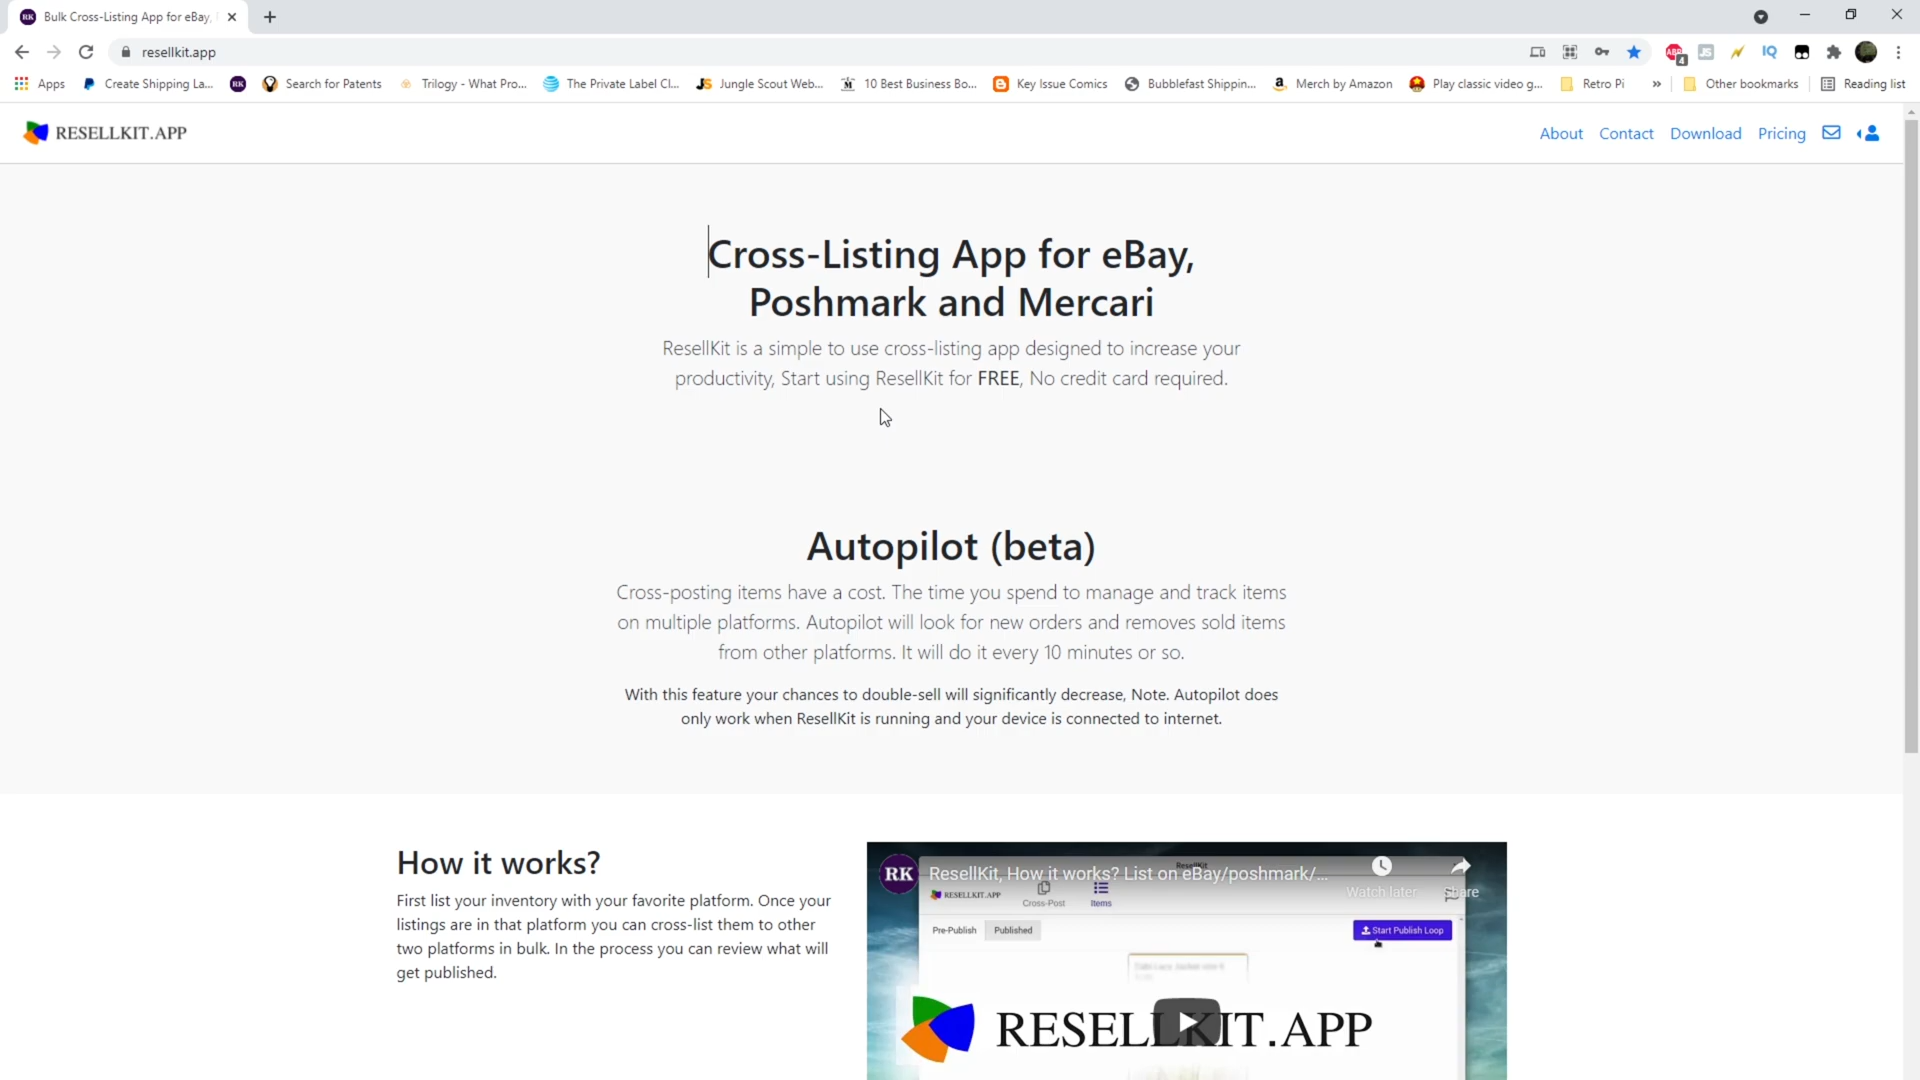 RK Bulk Cross-Listing App for eBay,
resellkit.app
ABP 4 JS IQ
Apps Create Shipping La... RK Search for Patents Trilogy - What Pro... The Private Label Cl... JS Jungle Scout Web... 10 Best Business Bo... Key Issue Comics Bubblefast Shippin... a Merch by Amazon Play classic video g... Retro Pi » Other bookmarks Reading list
RESELLKIT.APP About Contact Download Pricing
Cross-Listing App for eBay,
Poshmark and Mercari
ResellKit is a simple to use cross-listing app designed to increase your
productivity, Start using ResellKit for FREE, No credit card required.
Autopilot (beta)
Cross-posting items have a cost. The time you spend to manage and track items
on multiple platforms. Autopilot will look for new orders and removes sold items
from other platforms. It will do it every 10 minutes or so.
With this feature your chances to double-sell will significantly decrease, Note. Autopilot does
only work when ResellKit is running and your device is connected to internet.
How it works?
First list your inventory with your favorite platform. Once your
listings are in that platform you can cross-list them to other
two platforms in bulk. In the process you can review what will
get published.
ResellKit
RK ResellKit, How it works? List on eBay/poshmark/...
Watch later Share
RESELLKIT.APP Cross-Post Items
Pre-Publish Published Start Publish Loop
RESELLKIT.APP